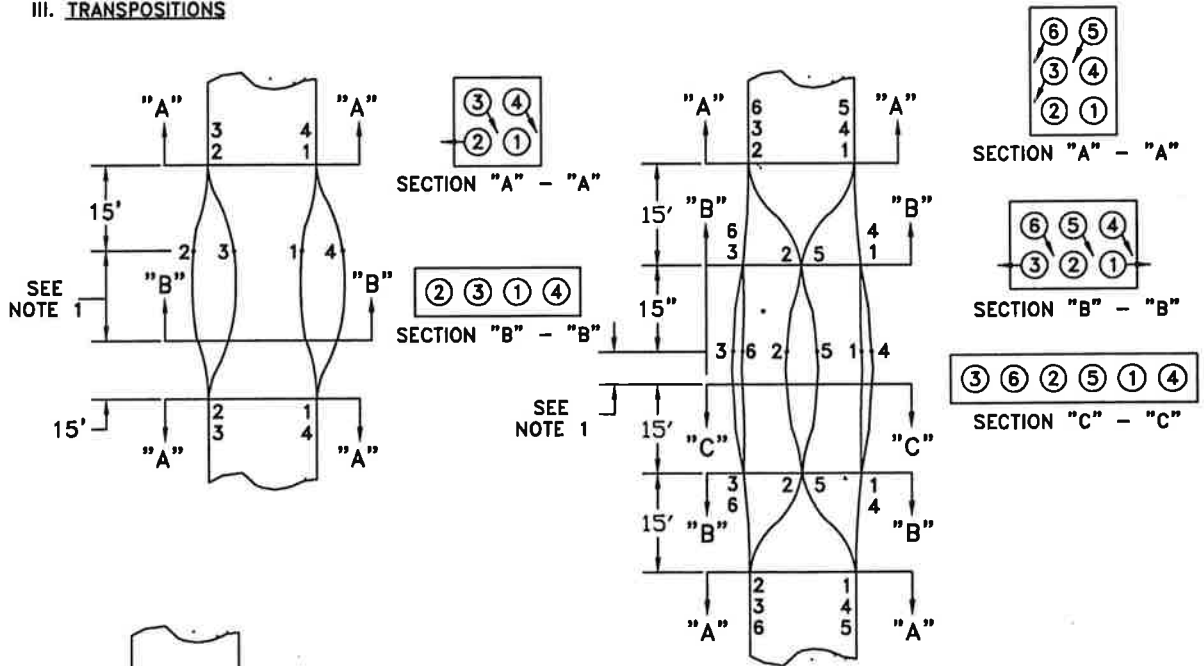 III. TRANSPOSITIONS
"A" "A"
3 4
2 1
15'
2 3 1 4
SEE
NOTE 1
"B" "B"
15'
2 1
3 4
"A" "A"
3 4
2 1
SECTION "A" - "A"
2 3 1 4
SECTION "B" - "B"
"A" "A"
6 5
3 4
2 1
15'
"B" "B"
6 4
3 2 5 1
15"
3 6 2 5 1 4
SEE
NOTE 1
15'
"C" "C"
3 2 5 1
6 4
15'
"B" "B"
2 1
3 4
6 5
"A" "A"
6 5
3 4
2 1
SECTION "A" - "A"
6 5 4
3 2 1
SECTION "B" - "B"
3 6 2 5 1 4
SECTION "C" - "C"